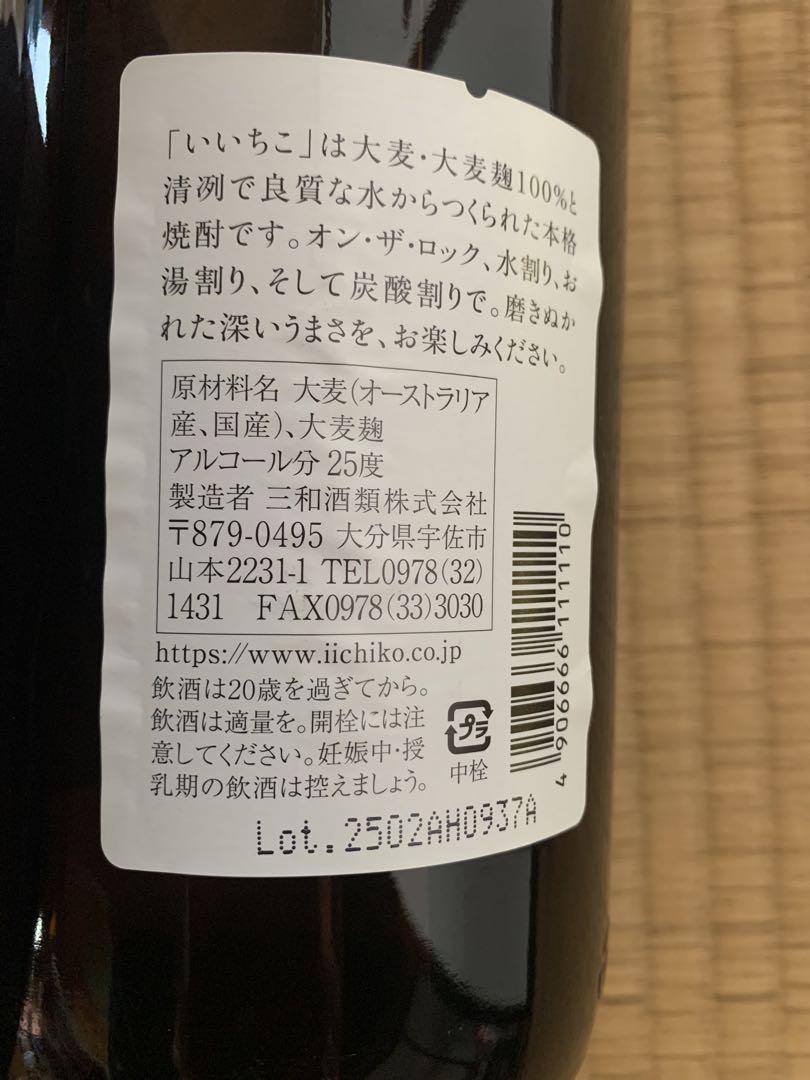 「いいちこ」は大麦・大麦麹100%と
清冽で良質な水からつくられた本格
焼酎です。オン・ザ・ロック、水割り、お
湯割り、そして炭酸割りで。磨きぬか
れた深いうまさを、お楽しみください。
原材料名 大麦(オーストラリア
産、国産)、大麦麹
アルコール分 25度
製造者 三和酒類株式会社
〒879-0495 大分県宇佐市
山本2231-1 TEL0978(32)
1431 FAX0978(33)3030
https://www.iichiko.co.jp
飲酒は20歳を過ぎてから。
飲酒は適量を。開栓には注
意してください。妊娠中・授
乳期の飲酒は控えましょう。
プラ
中栓
4 906996 111110
Lot.2502AH0937A